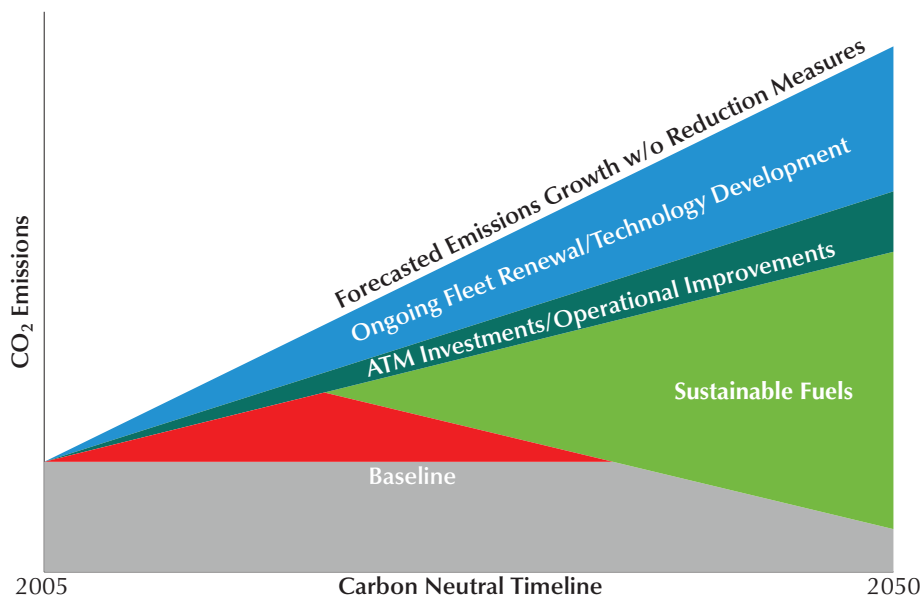 Forecasted Emissions Growth w/o Reduction Measures
Ongoing Fleet Renewal/Technology Development
ATM Investments/Operational Improvements
Sustainable Fuels
CO₂ Emissions
Baseline
2005
Carbon Neutral Timeline
2050